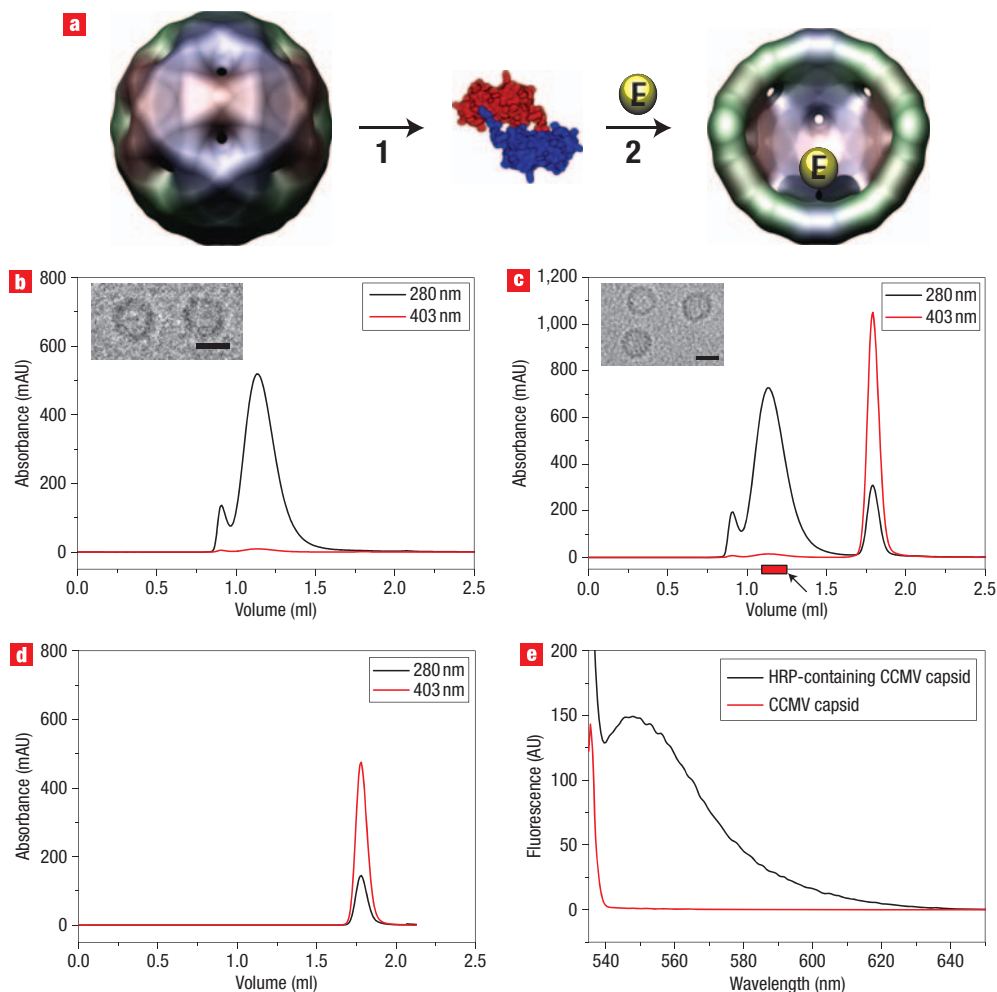 a
1
E
2
E
b
800
600
400
200
0
Absorbance (mAU)
280 nm
403 nm
0.0 0.5 1.0 1.5 2.0 2.5
Volume (ml)
c
1,200
1,000
800
600
400
200
0
Absorbance (mAU)
280 nm
403 nm
0.0 0.5 1.0 1.5 2.0 2.5
Volume (ml)
d
800
600
400
200
0
Absorbance (mAU)
280 nm
403 nm
0.0 0.5 1.0 1.5 2.0 2.5
Volume (ml)
e
200
150
100
50
0
Fluorescence (AU)
HRP-containing CCMV capsid
CCMV capsid
540 560 580 600 620 640
Wavelength (nm)